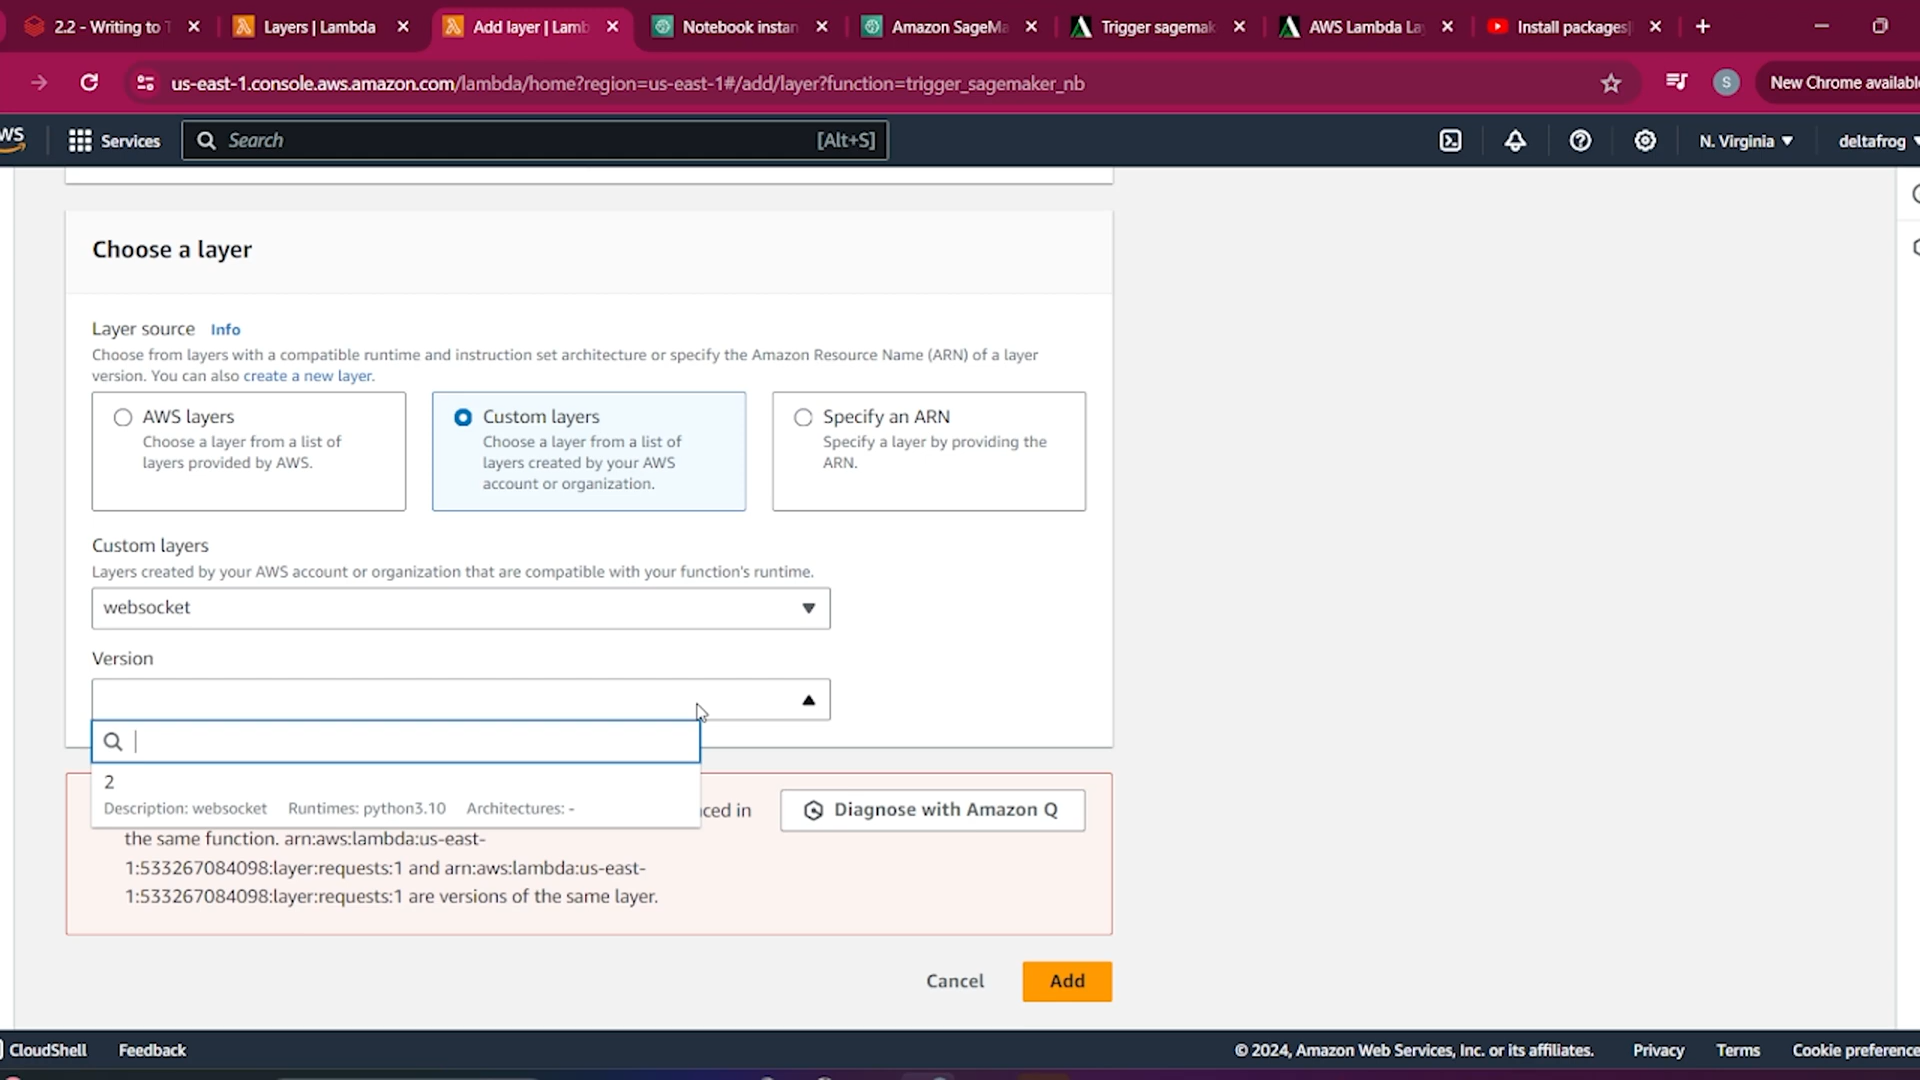 2.2 - Writing to
Layers | Lambda
Add layer | Lamb
Notebook instan
Amazon SageMa
Trigger sagemak
AWS Lambda La
Install packages|
us-east-1.console.aws.amazon.com/lambda/home?region=us-east-1#/add/layer?function=trigger_sagemaker_nb
S
New Chrome available
Services
Search
[Alt+S]
N. Virginia
deltafrog
Choose a layer
Layer source Info
Choose from layers with a compatible runtime and instruction set architecture or specify the Amazon Resource Name (ARN) of a layer
version. You can also create a new layer.
AWS layers
Choose a layer from a list of
layers provided by AWS.
Custom layers
Choose a layer from a list of
layers created by your AWS
account or organization.
Specify an ARN
Specify a layer by providing the
ARN.
Custom layers
Layers created by your AWS account or organization that are compatible with your function's runtime.
websocket
Version
2
Description: websocket Runtimes: python3.10 Architectures: -
ced in
Diagnose with Amazon Q
the same function. arn:aws:lambda:us-east-
1:533267084098:layer:requests:1 and arn:aws:lambda:us-east-
1:533267084098:layer:requests:1 are versions of the same layer.
Cancel
Add
CloudShell
Feedback
© 2024, Amazon Web Services, Inc. or its affiliates.
Privacy
Terms
Cookie preference